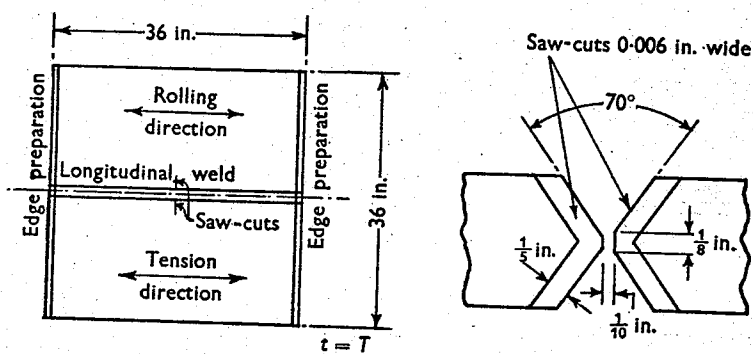 36 in.
Edge preparation
Rolling
direction
Longitudinal weld
Saw-cuts
Tension
direction
Edge preparation
36 in.
t = T
Saw-cuts 0·006 in. wide
70°
1/5 in.
1/8 in.
1/10 in.